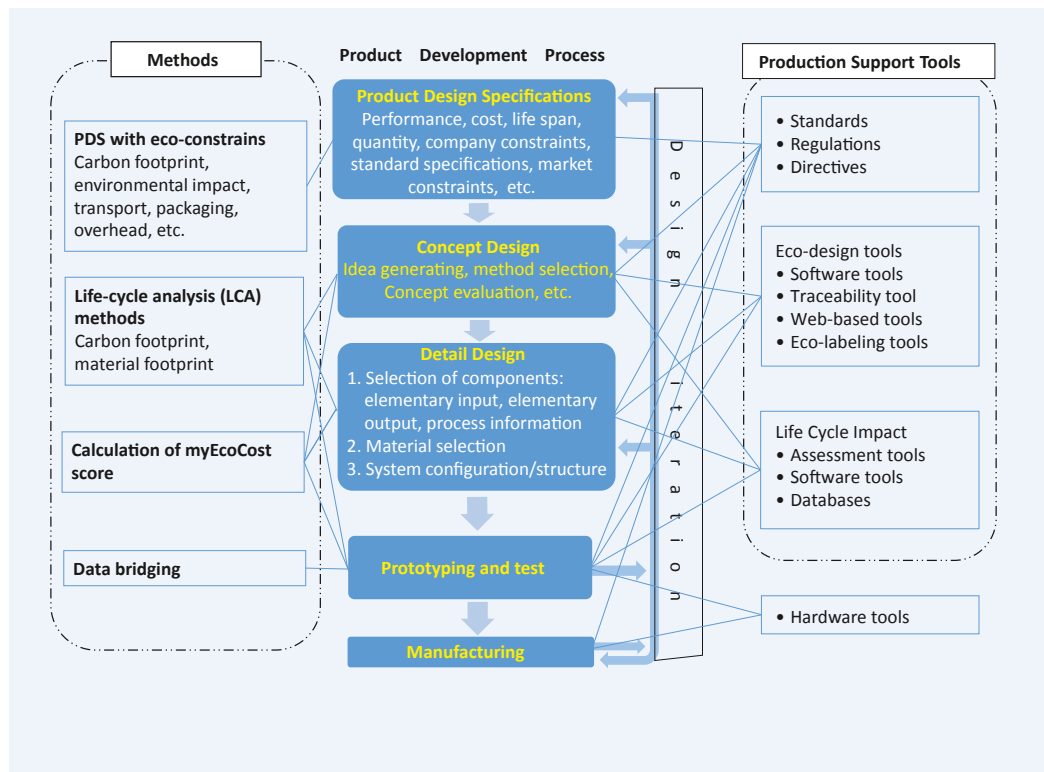 Methods
PDS with eco-constrains
Carbon footprint,
environmental impact,
transport, packaging,
overhead, etc.
Life-cycle analysis (LCA)
methods
Carbon footprint,
material footprint
Calculation of myEcoCost
score
Data bridging
Product Development Process
Product Design Specifications
Performance, cost, life span,
quantity, company constraints,
standard specifications, market
constraints, etc.
Concept Design
Idea generating, method selection,
Concept evaluation, etc.
Detail Design
1. Selection of components:
elementary input, elementary
output, process information
2. Material selection
3. System configuration/structure
Prototyping and test
Manufacturing
Design iteration
Production Support Tools
• Standards
• Regulations
• Directives
Eco-design tools
• Software tools
• Traceability tool
• Web-based tools
• Eco-labeling tools
Life Cycle Impact
• Assessment tools
• Software tools
• Databases
• Hardware tools